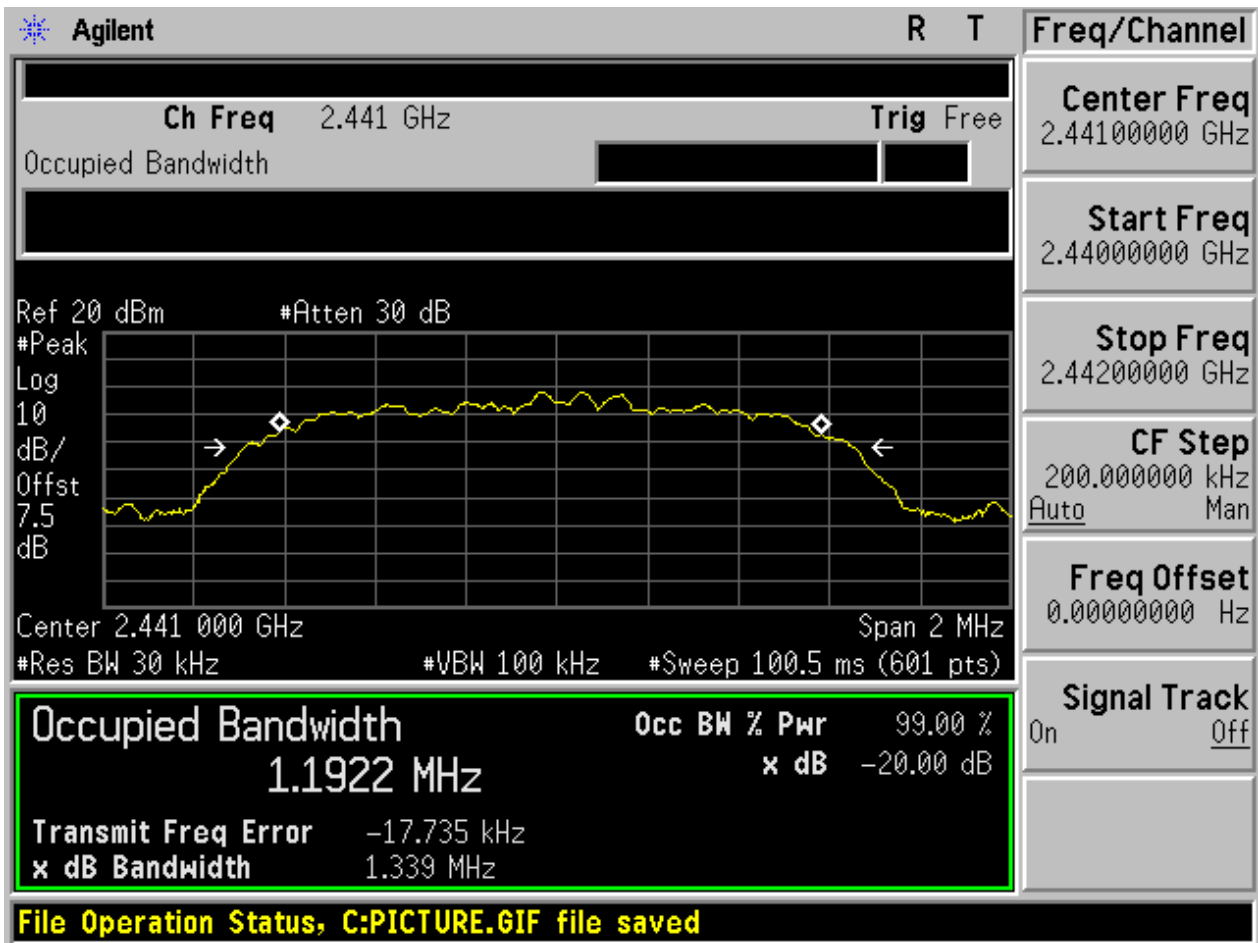 Agilent R T
Freq/Channel
Ch Freq 2.441 GHz Trig Free
Occupied Bandwidth
Center Freq
2.44100000 GHz
Start Freq
2.44000000 GHz
Stop Freq
2.44200000 GHz
CF Step
200.000000 kHz
Auto Man
Freq Offset
0.00000000 Hz
Signal Track
On Off
Ref 20 dBm #Atten 30 dB
#Peak
Log
10
dB/
Offst
7.5
dB
Center 2.441 000 GHz Span 2 MHz
#Res BW 30 kHz #VBW 100 kHz #Sweep 100.5 ms (601 pts)
Occupied Bandwidth
1.1922 MHz
Occ BW % Pwr 99.00 %
x dB -20.00 dB
Transmit Freq Error -17.735 kHz
x dB Bandwidth 1.339 MHz
File Operation Status, C:PICTURE.GIF file saved